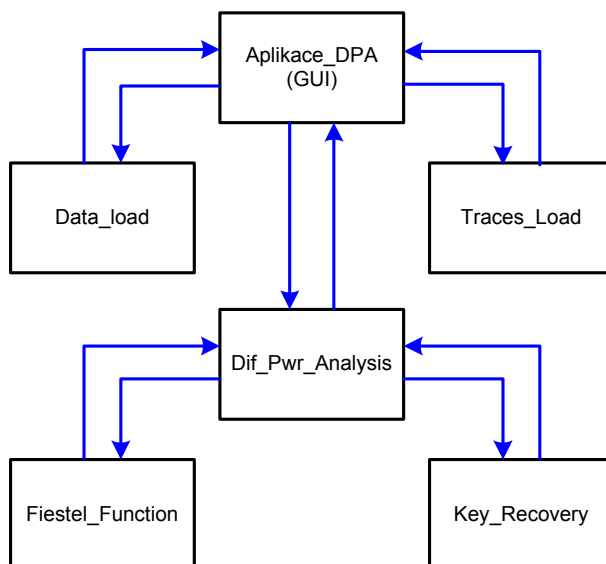 Aplikace_DPA
(GUI)
Data_load
Traces_Load
Dif_Pwr_Analysis
Fiestel_Function
Key_Recovery